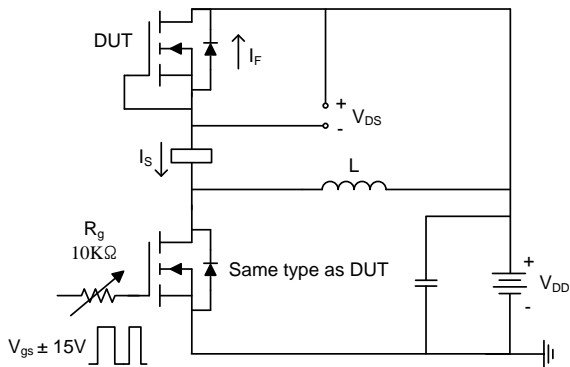 DUT
I_F
+
V_DS
-
I_S
L
R_g
10KΩ
Same type as DUT
+
V_DD
-
V_gs ± 15V